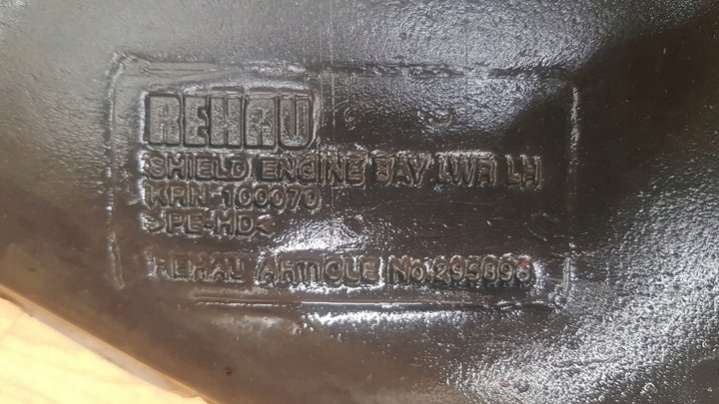 REHAU
SHIELD ENGINE BAY LWR LH
KRN-100070
>PE-HD<
REHAU ARTICLE No.